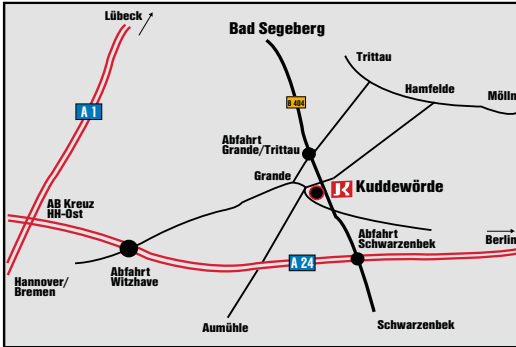 Lübeck
Bad Segeberg
Trittau
Hamfelde
Mölln
A 1
B 404
Abfahrt
Grande/Trittau
Grande
JK Kuddewörde
AB Kreuz
HH-Ost
Abfahrt
Schwarzenbek
Berlin
Abfahrt
Witzhave
A 24
Hannover/
Bremen
Aumühle
Schwarzenbek